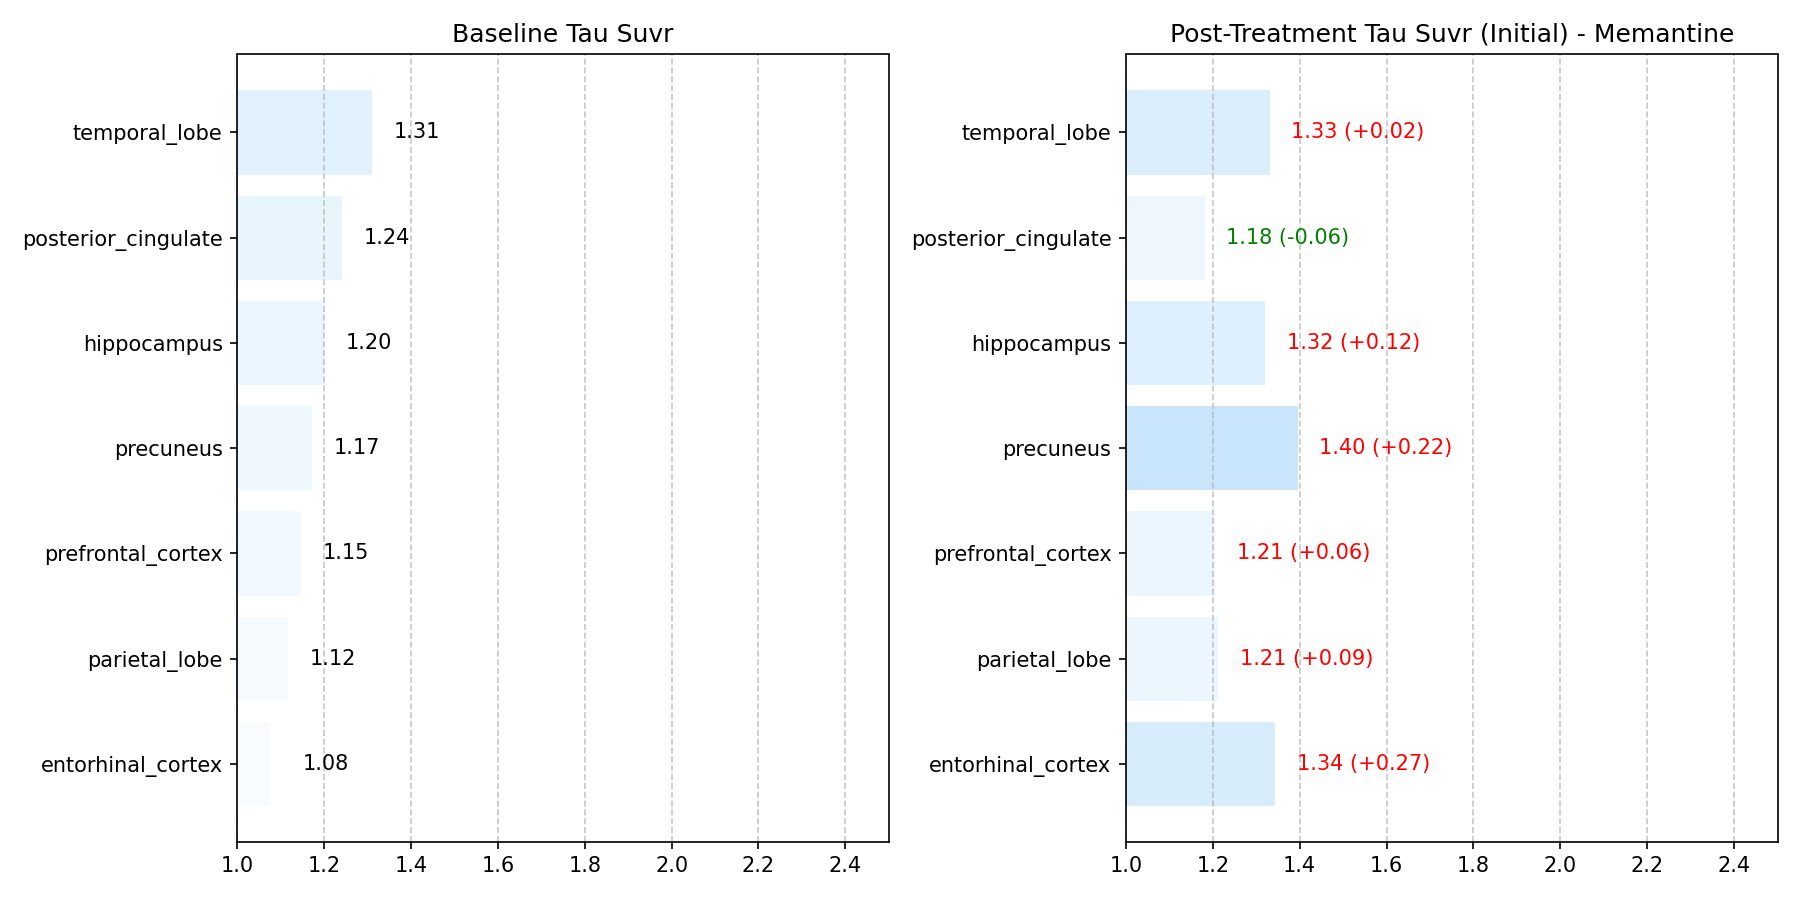 Baseline Tau Suvr
temporal_lobe
1.31
posterior_cingulate
1.24
hippocampus
1.20
precuneus
1.17
prefrontal_cortex
1.15
parietal_lobe
1.12
entorhinal_cortex
1.08
1.0 1.2 1.4 1.6 1.8 2.0 2.2 2.4
Post-Treatment Tau Suvr (Initial) - Memantine
temporal_lobe
1.33 (+0.02)
posterior_cingulate
1.18 (-0.06)
hippocampus
1.32 (+0.12)
precuneus
1.40 (+0.22)
prefrontal_cortex
1.21 (+0.06)
parietal_lobe
1.21 (+0.09)
entorhinal_cortex
1.34 (+0.27)
1.0 1.2 1.4 1.6 1.8 2.0 2.2 2.4